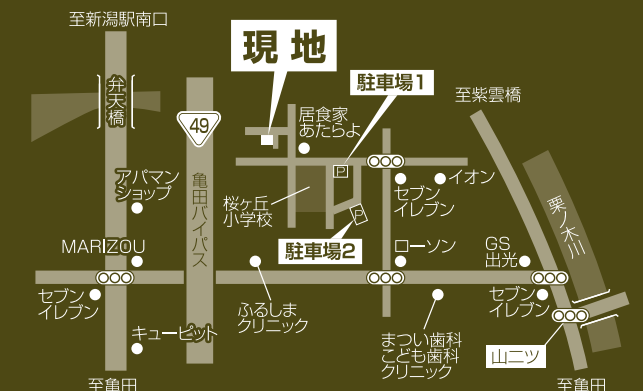 至新潟駅南口
現地
駐車場1
弁天橋
49
居食家
あたらよ
至紫雲橋
P
アパマン
ショップ
亀田バイパス
桜ヶ丘
小学校
セブン
イレブン
イオン
P
栗ノ木川
MARIZOU
駐車場2
ローソン
GS
出光
セブン
イレブン
ふるしま
クリニック
セブン
イレブン
キューピット
まつい歯科
こども歯科
クリニック
山二ツ
至亀田
至亀田